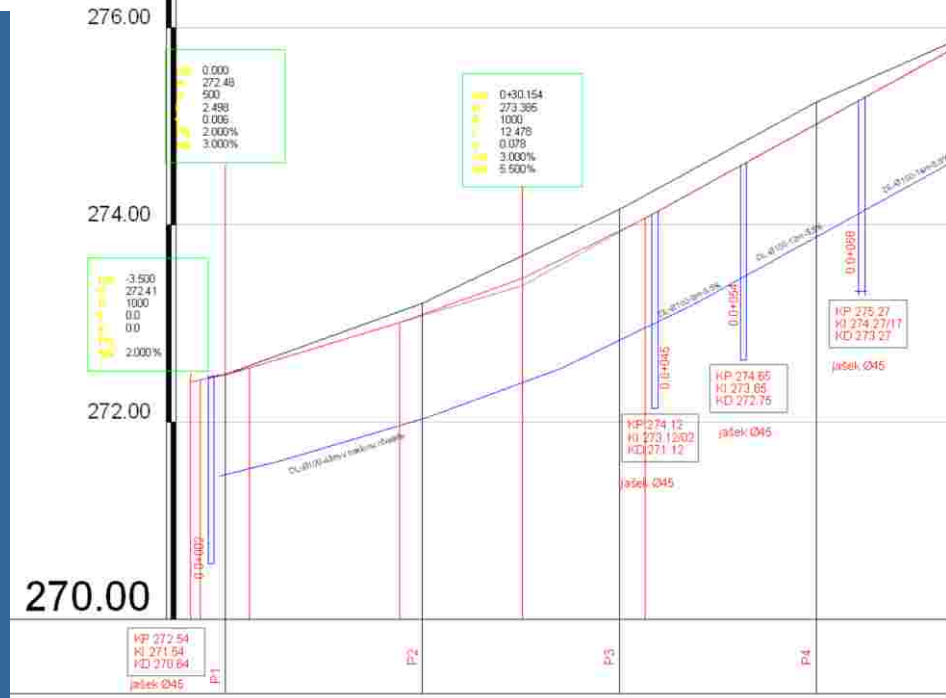 276.00
0.000
272.48
500
2.498
0.006
2.000%
3.000%
0+30.154
273.385
1000
12.478
0.078
3.000%
5.500%
274.00
-3.500
272.41
1000
0.0
0.0
2.000%
272.00
270.00
0.0+002
0.0+045
0.0+054
0.0+068
KP 275.27
KI 274.27/17
KD 273.27
jašek Ø45
KP 274.65
KI 273.65
KD 272.75
jašek Ø45
KP 274.12
KI 273.12/02
KD 271.12
jašek Ø45
KP 272.54
KI 271.54
KD 270.64
jašek Ø45
P1
P2
P3
P4